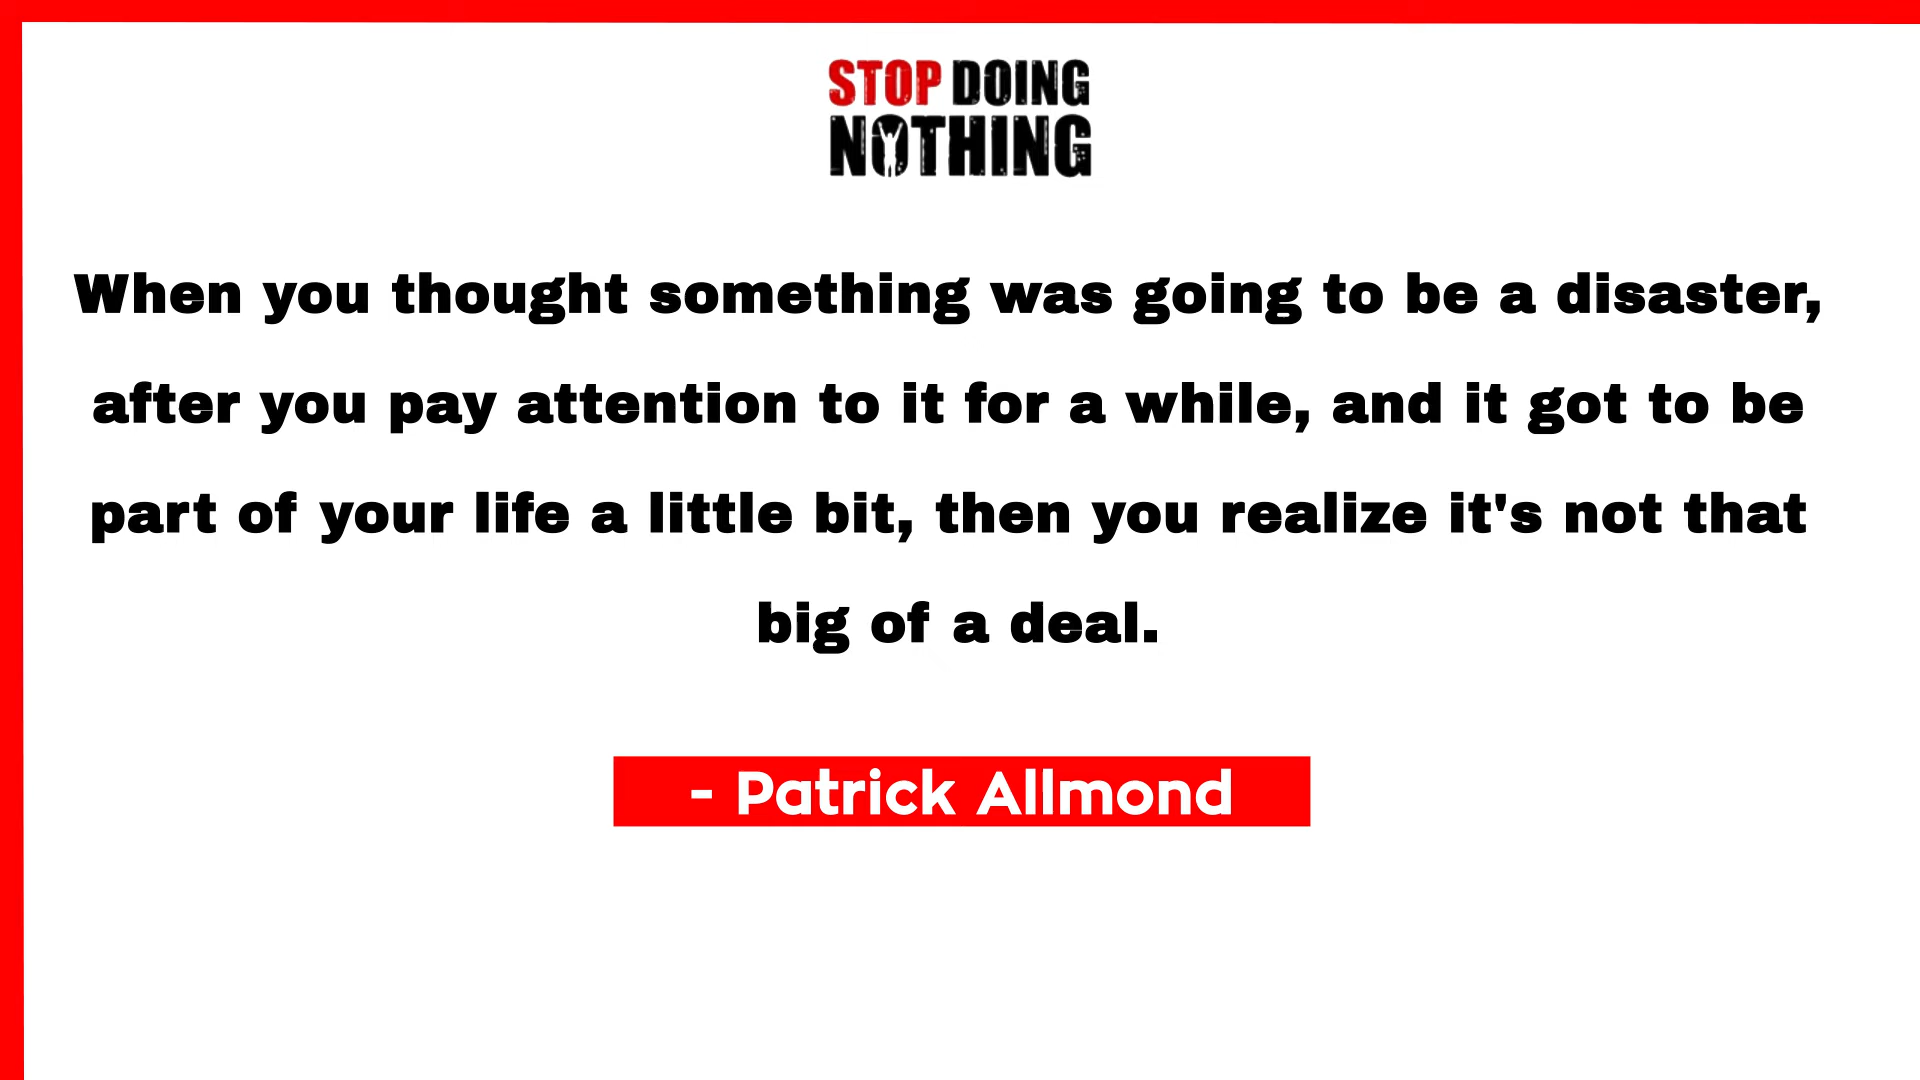 STOP DOING
NOTHING
When you thought something was going to be a disaster,
after you pay attention to it for a while, and it got to be
part of your life a little bit, then you realize it's not that
big of a deal.
- Patrick Allmond